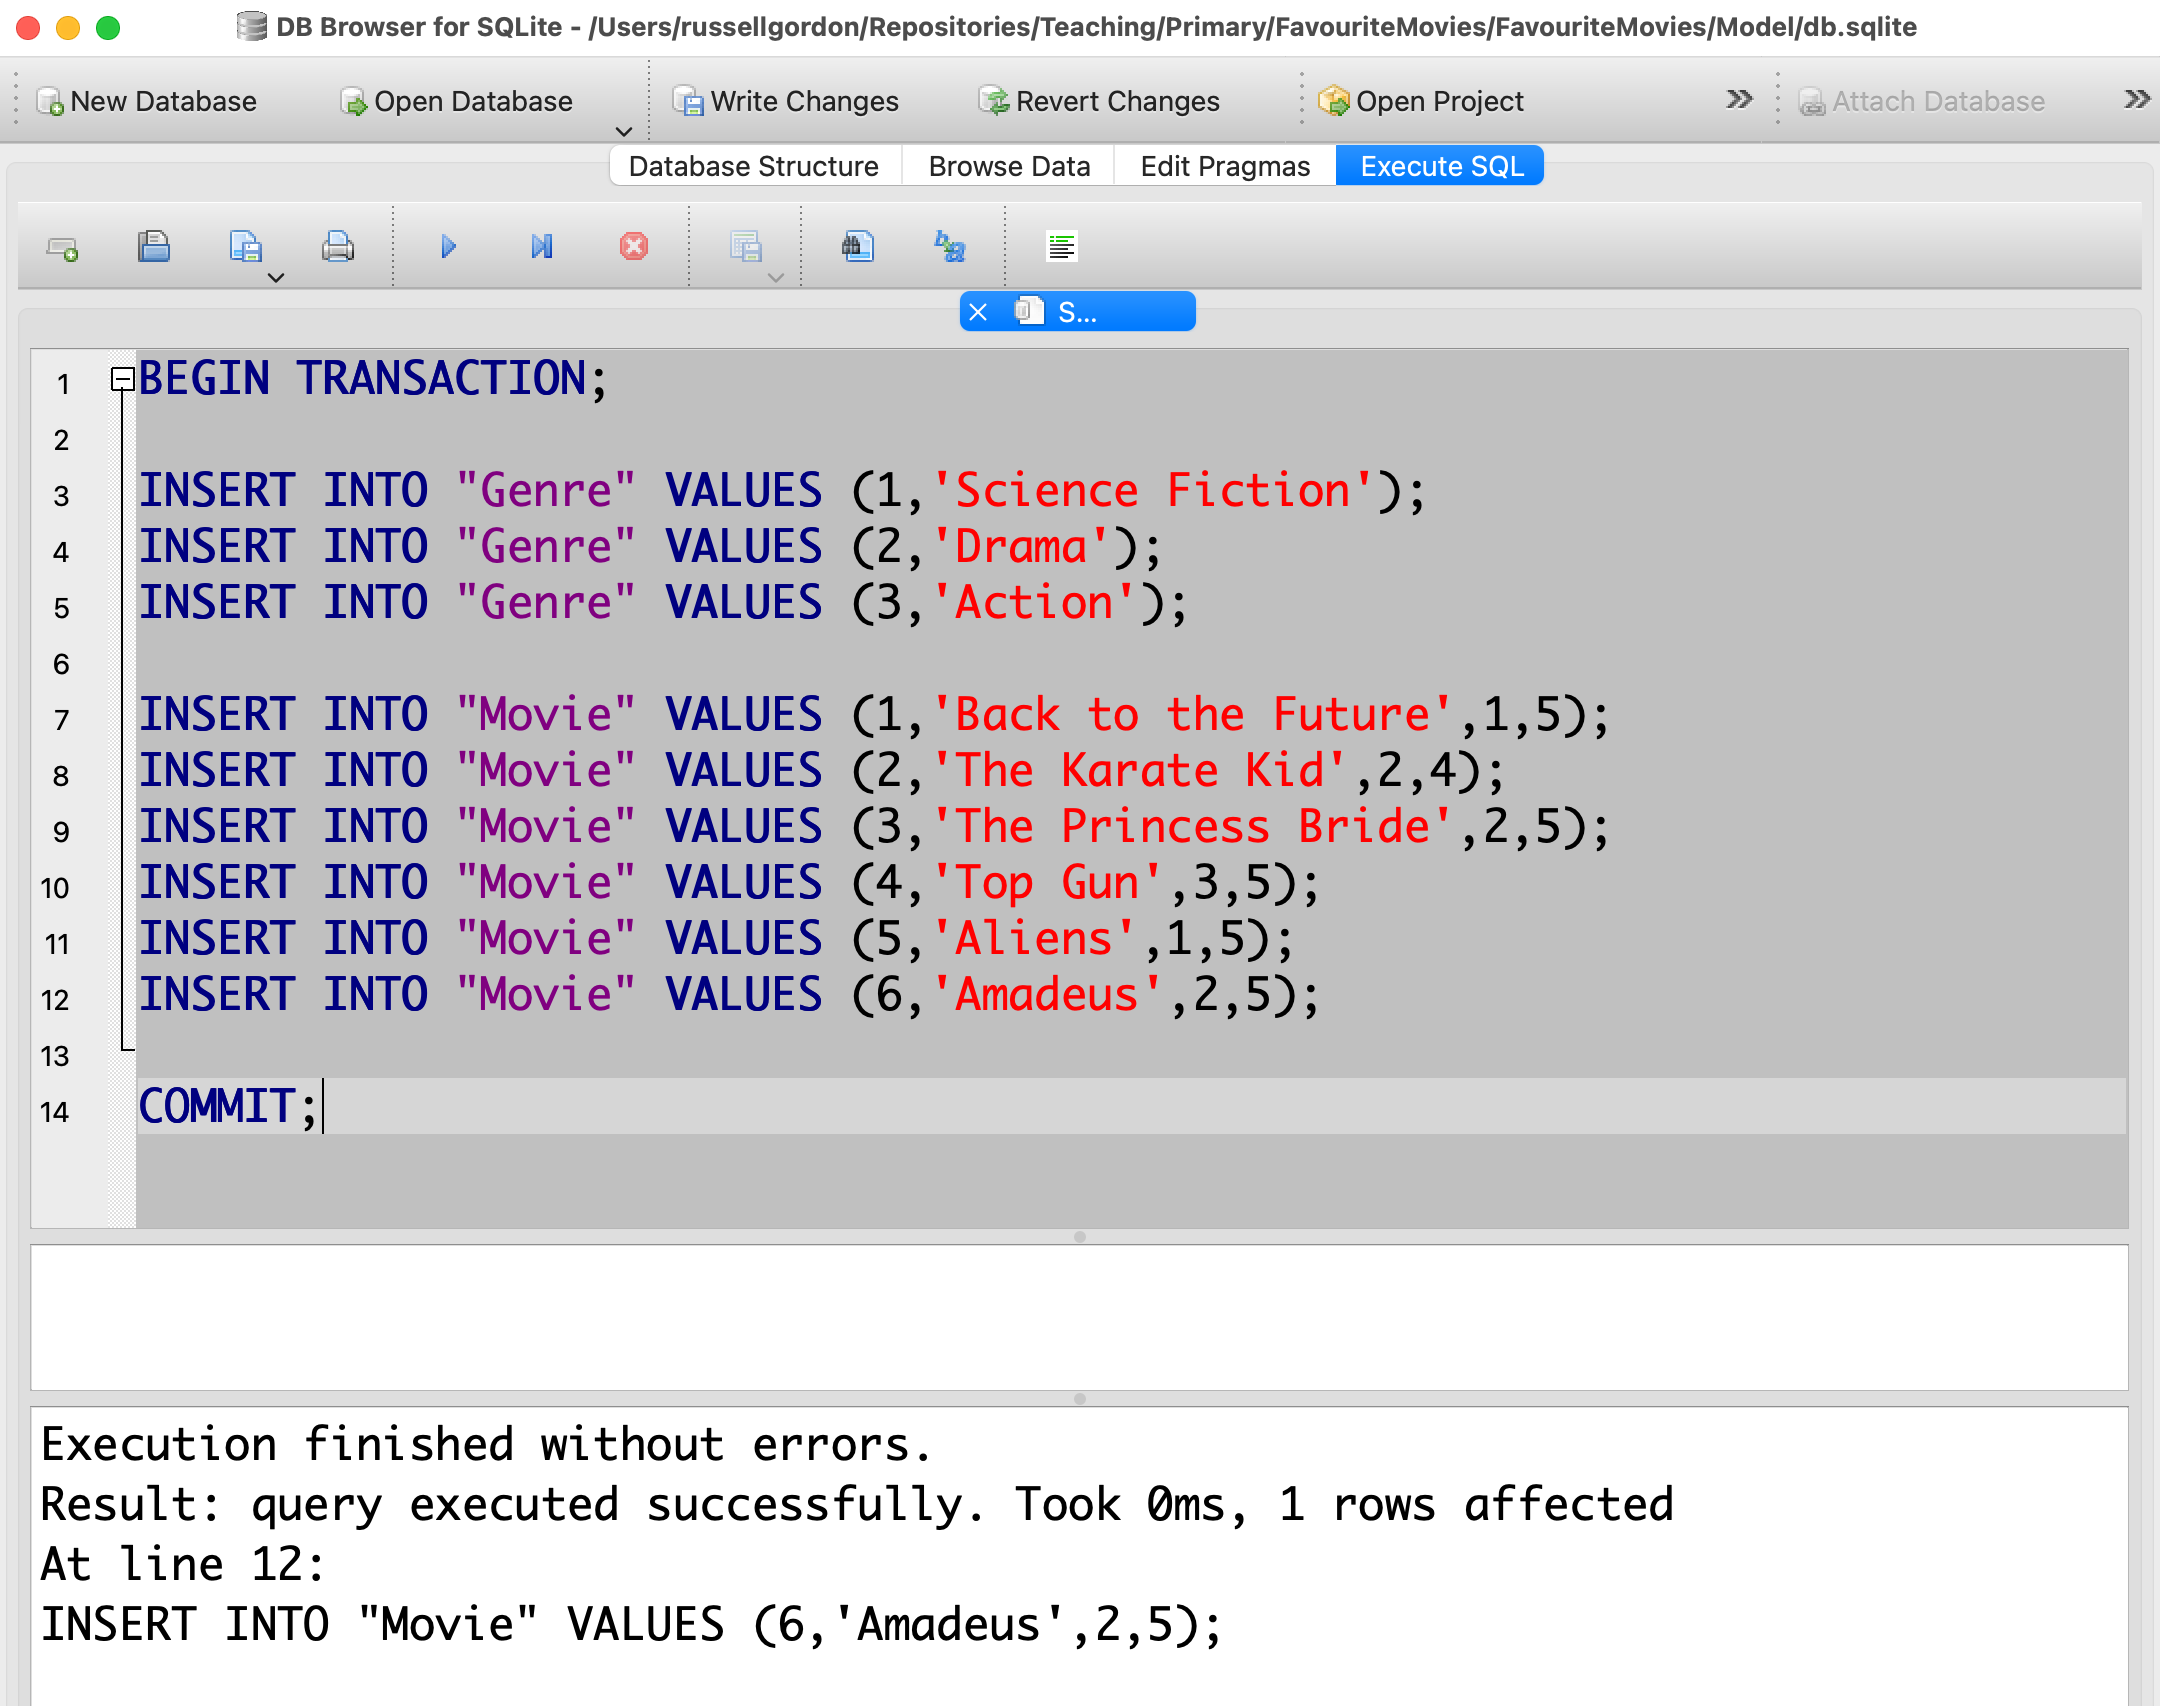 DB Browser for SQLite - /Users/russellgordon/Repositories/Teaching/Primary/FavouriteMovies/FavouriteMovies/Model/db.sqlite
New Database Open Database Write Changes Revert Changes Open Project » Attach Database »
Database Structure Browse Data Edit Pragmas Execute SQL
S...
1 BEGIN TRANSACTION;
2
3 INSERT INTO "Genre" VALUES (1,'Science Fiction');
4 INSERT INTO "Genre" VALUES (2,'Drama');
5 INSERT INTO "Genre" VALUES (3,'Action');
6
7 INSERT INTO "Movie" VALUES (1,'Back to the Future',1,5);
8 INSERT INTO "Movie" VALUES (2,'The Karate Kid',2,4);
9 INSERT INTO "Movie" VALUES (3,'The Princess Bride',2,5);
10 INSERT INTO "Movie" VALUES (4,'Top Gun',3,5);
11 INSERT INTO "Movie" VALUES (5,'Aliens',1,5);
12 INSERT INTO "Movie" VALUES (6,'Amadeus',2,5);
13
14 COMMIT;
Execution finished without errors.
Result: query executed successfully. Took 0ms, 1 rows affected
At line 12:
INSERT INTO "Movie" VALUES (6,'Amadeus',2,5);